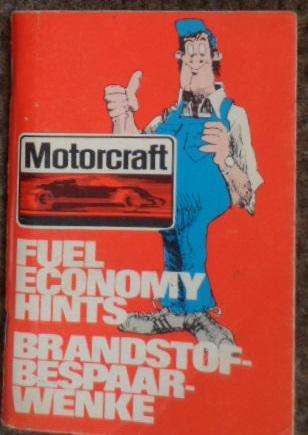 Motorcraft
FUEL
ECONOMY
HINTS
BRANDSTOF-
BESPAAR-
WENKE